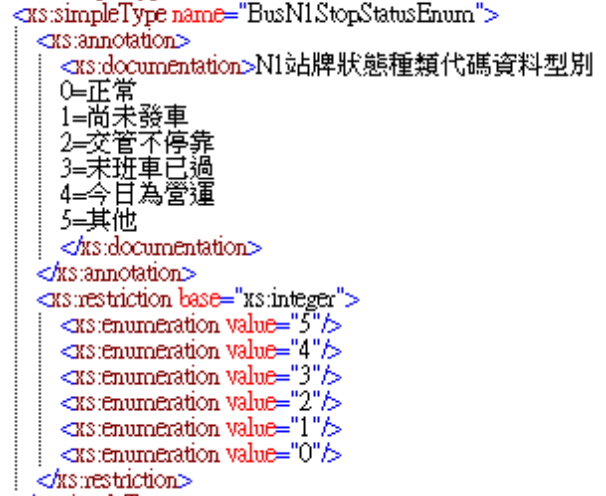 <xs:simpleType name="BusN1StopStatusEnum">
<xs:annotation>
<xs:documentation>N1站牌狀態種類代碼資料型別
0=正常
1=尚未發車
2=交管不停靠
3=末班車已過
4=今日為營運
5=其他
</xs:documentation>
</xs:annotation>
<xs:restriction base="xs:integer">
<xs:enumeration value="5"/>
<xs:enumeration value="4"/>
<xs:enumeration value="3"/>
<xs:enumeration value="2"/>
<xs:enumeration value="1"/>
<xs:enumeration value="0"/>
</xs:restriction>